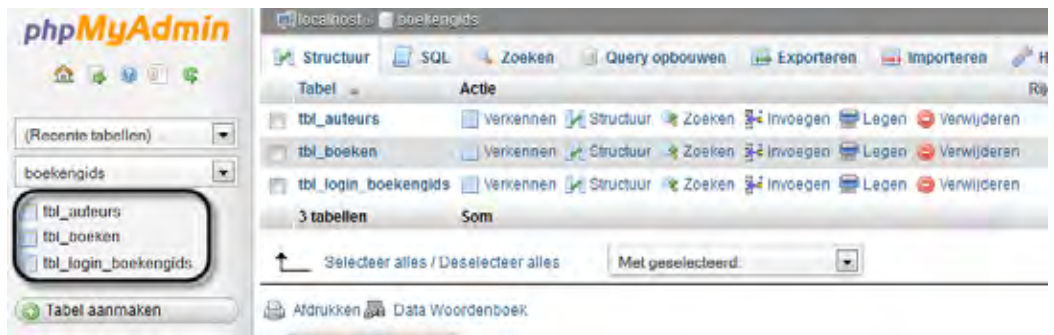 phpMyAdmin
(Recente tabellen)
boekengids
tbl_auteurs
tbl_boeken
tbl_login_boekengids
Tabel aanmaken
localhost » boekengids
Structuur SQL Zoeken Query opbouwen Exporteren Importeren H
Tabel Actie Rij
tbl_auteurs Verkennen Structuur Zoeken Invoegen Legen Verwijderen
tbl_boeken Verkennen Structuur Zoeken Invoegen Legen Verwijderen
tbl_login_boekengids Verkennen Structuur Zoeken Invoegen Legen Verwijderen
3 tabellen Som
Selecteer alles / Deselecteer alles Met geselecteerd:
Afdrukken Data Woordenboek